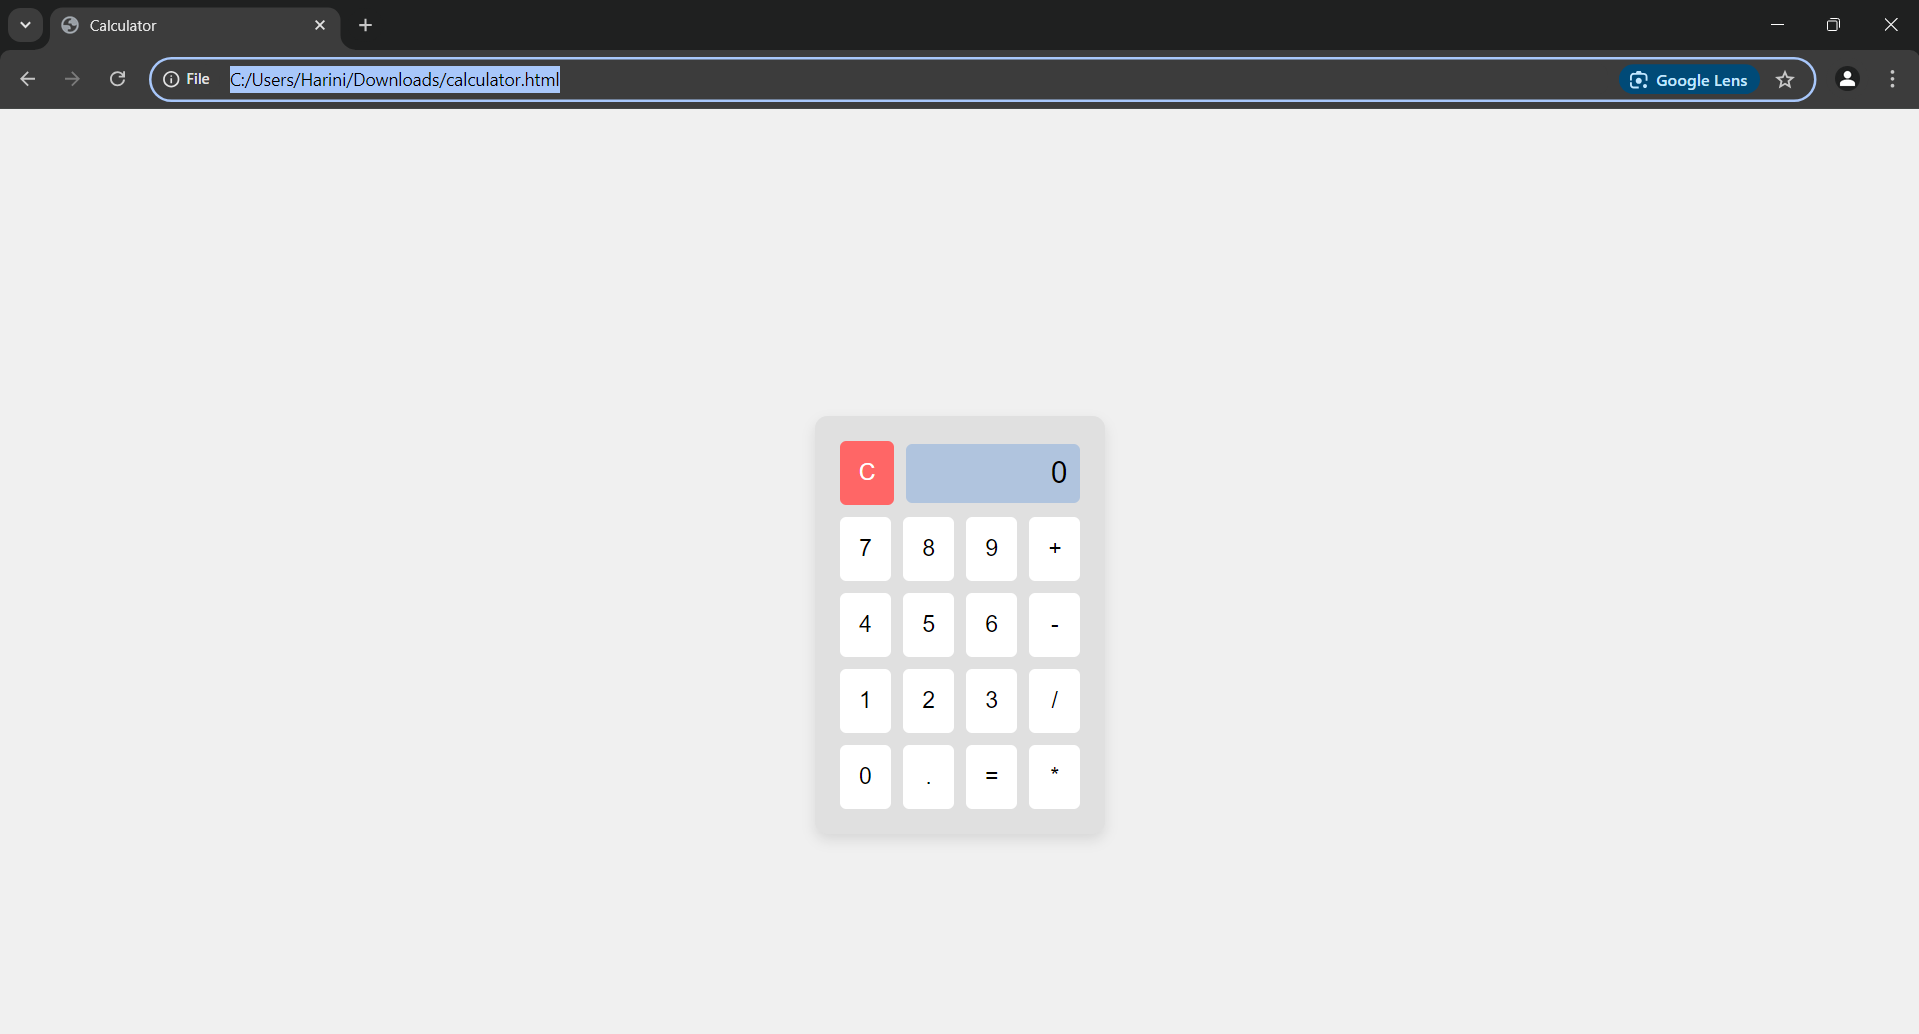 Calculator
File C:/Users/Harini/Downloads/calculator.html Google Lens
C 0
7 8 9 +
4 5 6 -
1 2 3 /
0 . = *